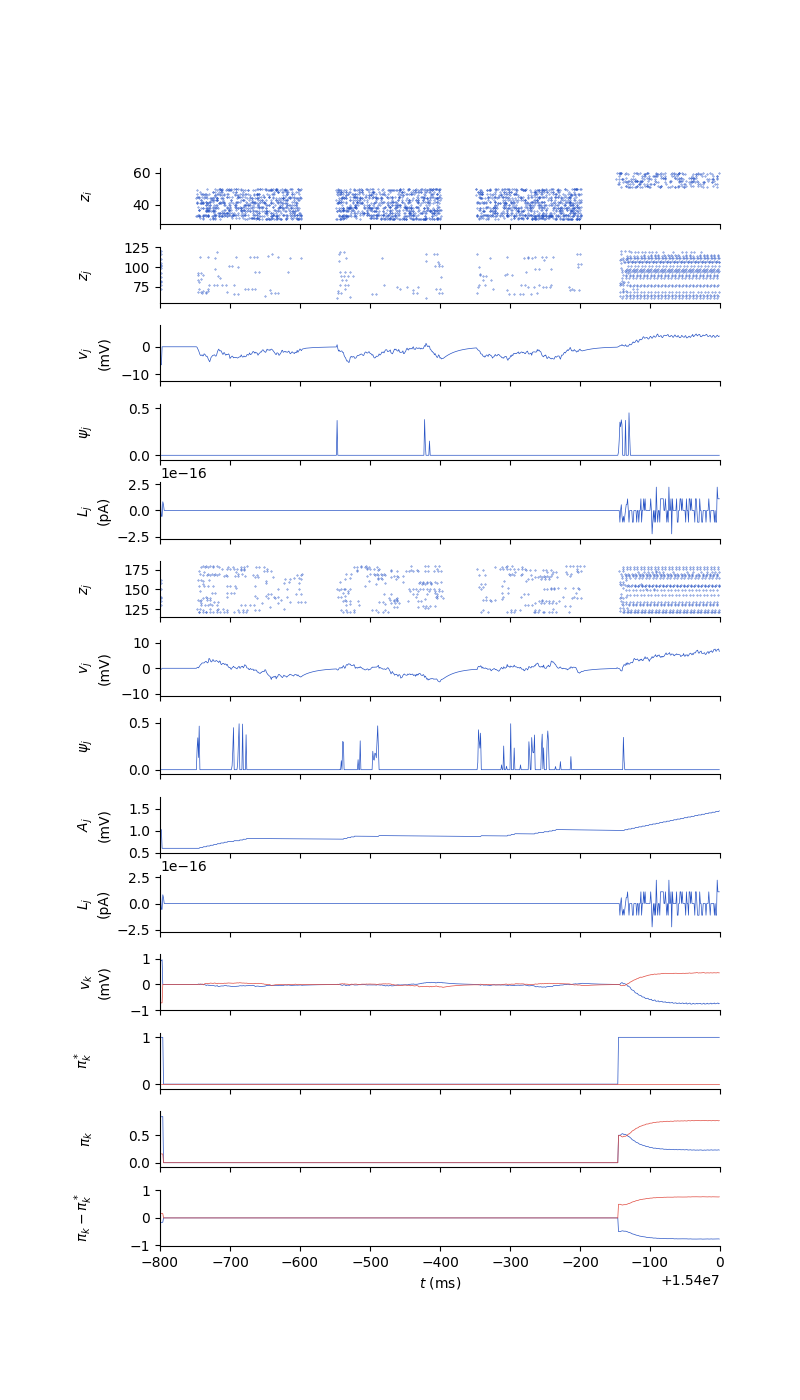 60
40
z_i
125
100
75
z_j
0
−10
v_j
(mV)
0.5
0.0
ψ_j
1e−16
2.5
0.0
−2.5
L_j
(pA)
175
150
125
z_j
10
0
−10
v_j
(mV)
0.5
0.0
ψ_j
1.5
1.0
0.5
A_j
(mV)
1e−16
2.5
0.0
−2.5
L_j
(pA)
1
0
−1
v_k
(mV)
1
0
π_k^*
0.5
0.0
π_k
1
0
−1
π_k − π_k^*
−800 −700 −600 −500 −400 −300 −200 −100 0
t (ms)
+1.54e7